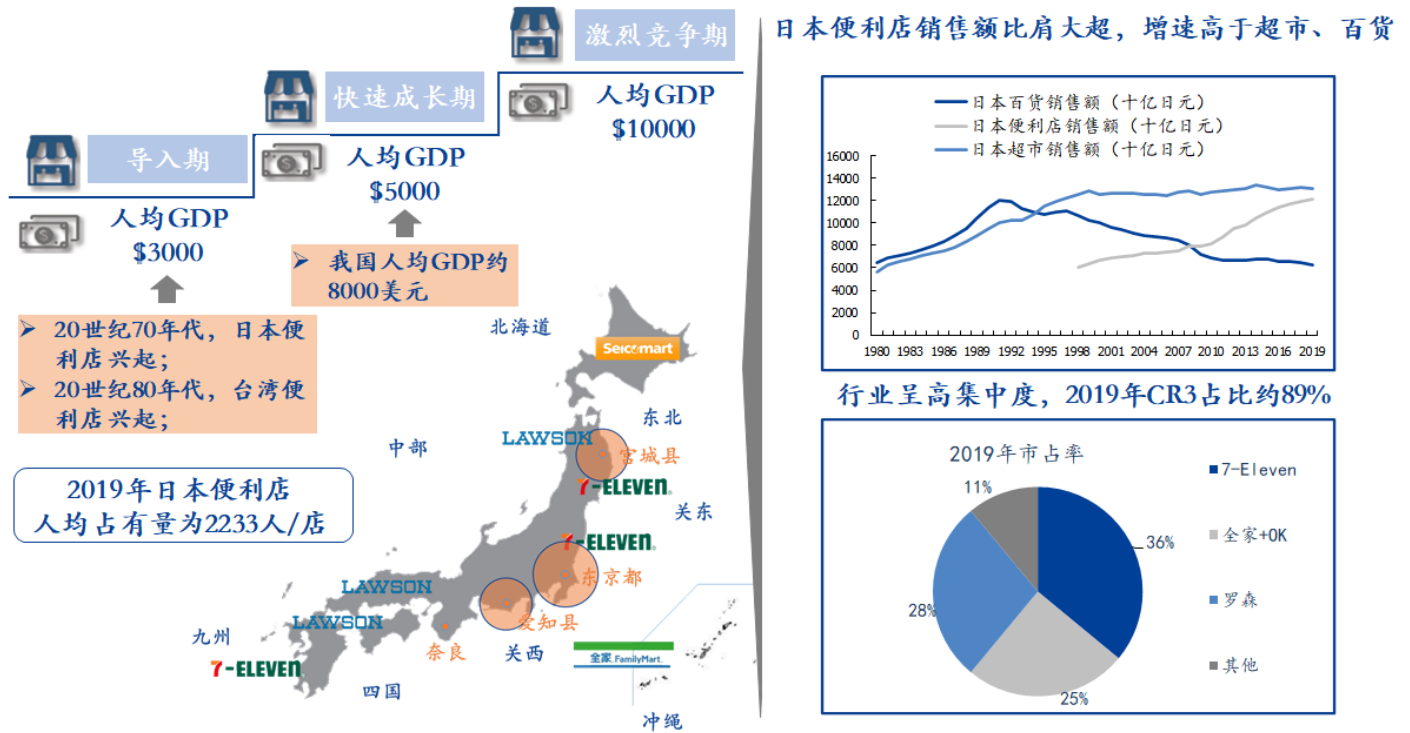 激烈竞争期
人均GDP
$10000
快速成长期
人均GDP
$5000
导入期
人均GDP
$3000
➢ 我国人均GDP约
8000美元
➢ 20世纪70年代，日本便
利店兴起；
➢ 20世纪80年代，台湾便
利店兴起；
2019年日本便利店
人均占有量为2233人/店
北海道
Seicomart
东北
中部
LAWSON
宫城县
7-ELEVEN
关东
7-ELEVEN
东京都
LAWSON
LAWSON
爱知县
九州
奈良
关西
全家 FamilyMart
7-ELEVEN
四国
冲绳
日本便利店销售额比肩大超，增速高于超市、百货
日本百货销售额（十亿日元）
日本便利店销售额（十亿日元）
日本超市销售额（十亿日元）
16000
14000
12000
10000
8000
6000
4000
2000
0
1980 1983 1986 1989 1992 1995 1998 2001 2004 2007 2010 2013 2016 2019
行业呈高集中度，2019年CR3占比约89%
2019年市占率
11%
36%
28%
25%
7-Eleven
全家+OK
罗森
其他